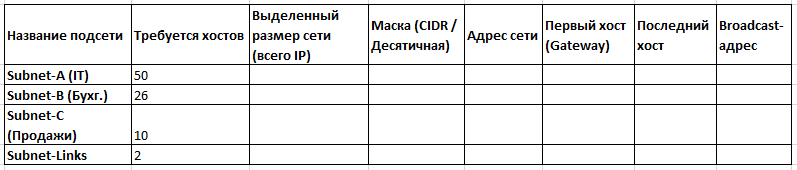 Название подсети
Требуется хостов
Выделенный
размер сети
(всего IP)
Маска (CIDR /
Десятичная)
Адрес сети
Первый хост
(Gateway)
Последний
хост
Broadcast-
адрес
Subnet-A (IT)
50
Subnet-B (Бухг.)
26
Subnet-C
(Продажи)
10
Subnet-Links
2